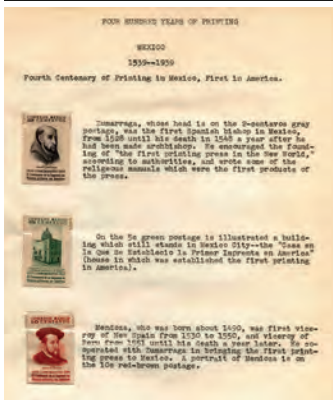 FOUR HUNDRED YEARS OF PRINTING
MEXICO
1539--1939
Fourth Centenary of Printing in Mexico, First in America.
Zumarraga, whose head is on the 2-centavos gray
postage, was the first Spanish bishop in Mexico,
from 1528 until his death in 1548 a year after he
had been made archbishop. He encouraged the found-
ing of "the first printing press in the New World,"
according to authorities, and wrote some of the
religious manuals which were the first products of
the press.
On the 5c green postage is illustrated a build-
ing which still stands in Mexico City--the "Casa en
la Que Se Establecio la Primer Imprenta en America"
(house in which was established the first printing
in America).
Mendoza, who was born about 1490, was first vice-
roy of New Spain from 1530 to 1550, and viceroy of
Peru from 1551 until his death a year later. He co-
operated with Zumarraga in bringing the first print-
ing press to Mexico. A portrait of Mendoza is on
the 10c red-brown postage.